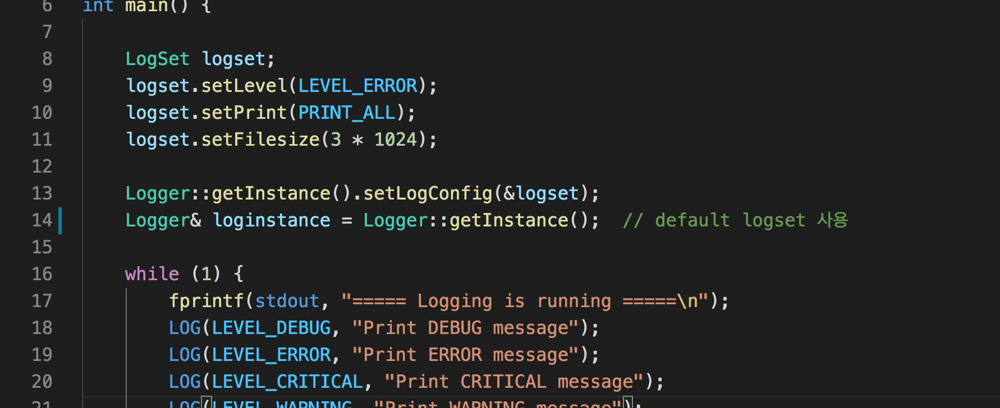 6 int main() {
7
8 LogSet logset;
9 logset.setLevel(LEVEL_ERROR);
10 logset.setPrint(PRINT_ALL);
11 logset.setFilesize(3 * 1024);
12
13 Logger::getInstance().setLogConfig(&logset);
14 Logger& loginstance = Logger::getInstance();  // default logset 사용
15
16 while (1) {
17 fprintf(stdout, "===== Logging is running =====\n");
18 LOG(LEVEL_DEBUG, "Print DEBUG message");
19 LOG(LEVEL_ERROR, "Print ERROR message");
20 LOG(LEVEL_CRITICAL, "Print CRITICAL message");
21 LOG(LEVEL_WARNING, "Print WARNING message");